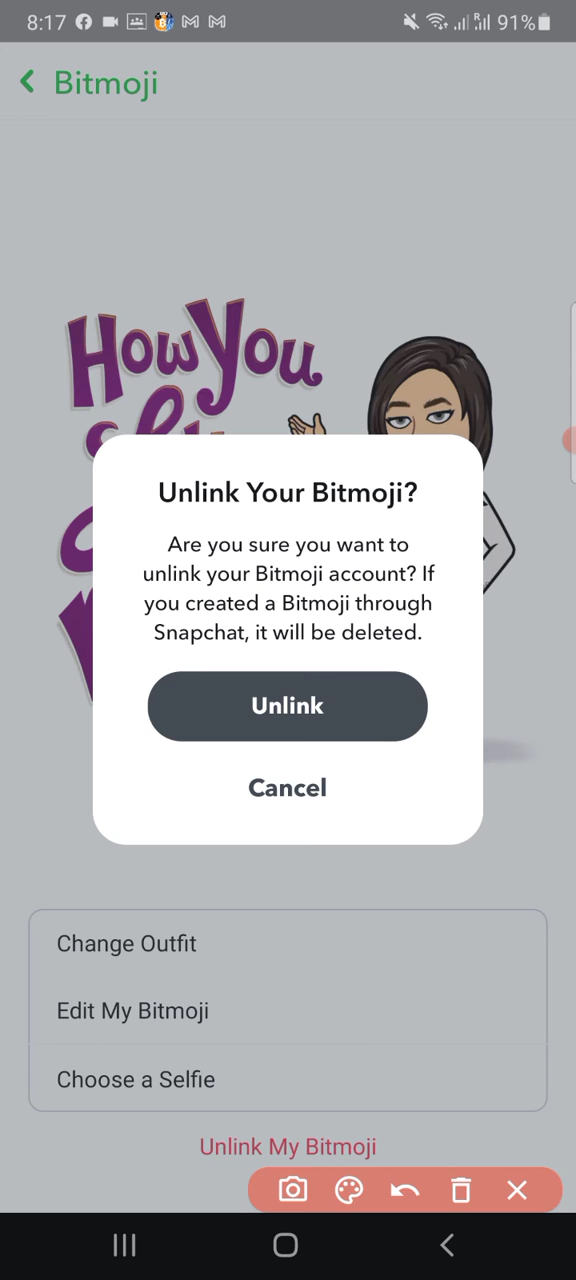 8:17
91%
Bitmoji
How You
Unlink Your Bitmoji?
Are you sure you want to
unlink your Bitmoji account? If
you created a Bitmoji through
Snapchat, it will be deleted.
Unlink
Cancel
Change Outfit
Edit My Bitmoji
Choose a Selfie
Unlink My Bitmoji